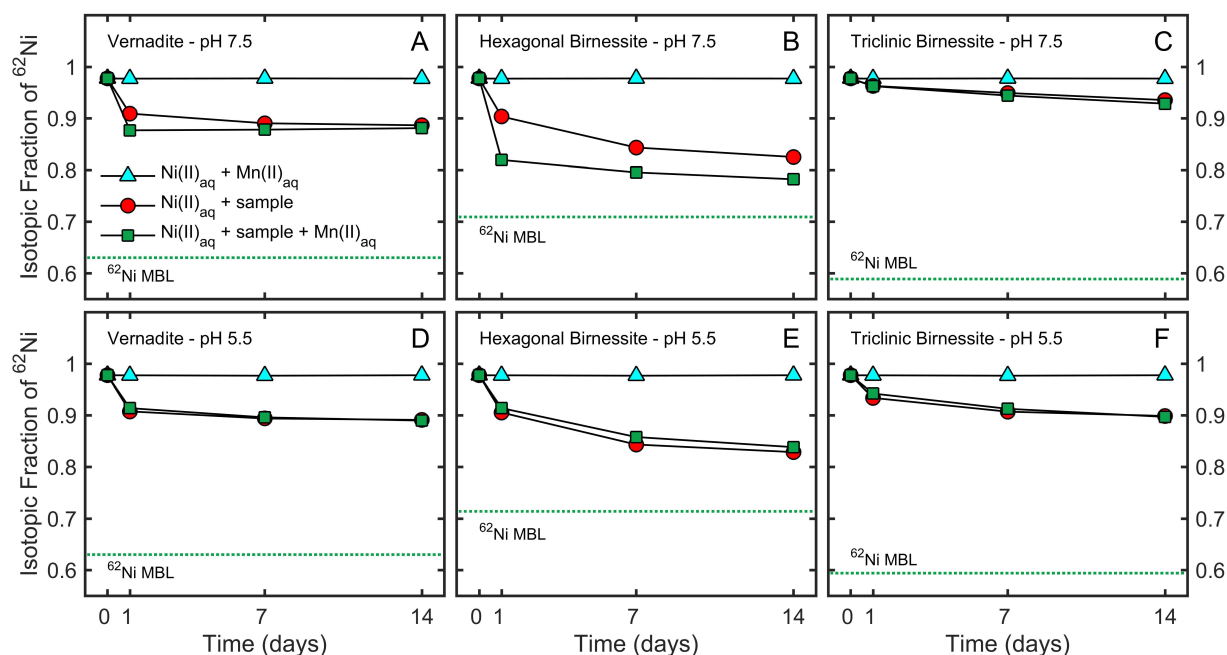 Vernadite - pH 7.5 A
Hexagonal Birnessite - pH 7.5 B
Triclinic Birnessite - pH 7.5 C
Isotopic Fraction of ⁶²Ni
1
0.9
0.8
0.7
0.6
Ni(II)aq + Mn(II)aq
Ni(II)aq + sample
Ni(II)aq + sample + Mn(II)aq
⁶²Ni MBL
⁶²Ni MBL
⁶²Ni MBL
1
0.9
0.8
0.7
0.6
Vernadite - pH 5.5 D
Hexagonal Birnessite - pH 5.5 E
Triclinic Birnessite - pH 5.5 F
Isotopic Fraction of ⁶²Ni
1
0.9
0.8
0.7
0.6
⁶²Ni MBL
⁶²Ni MBL
⁶²Ni MBL
1
0.9
0.8
0.7
0.6
0 1 7 14
0 1 7 14
0 1 7 14
Time (days)
Time (days)
Time (days)